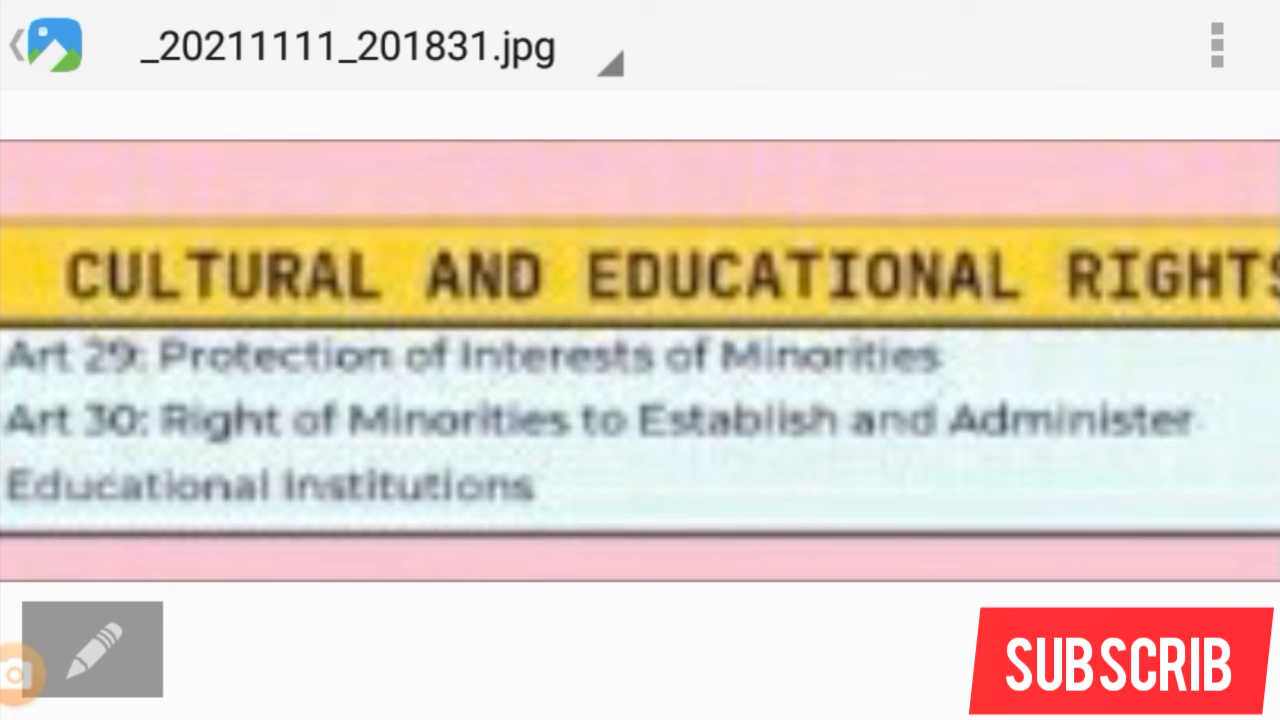 _20211111_201831.jpg
CULTURAL AND EDUCATIONAL RIGHTS
Art 29: Protection of Interests of Minorities
Art 30: Right of Minorities to Establish and Administer
Educational Institutions
SUBSCRIB